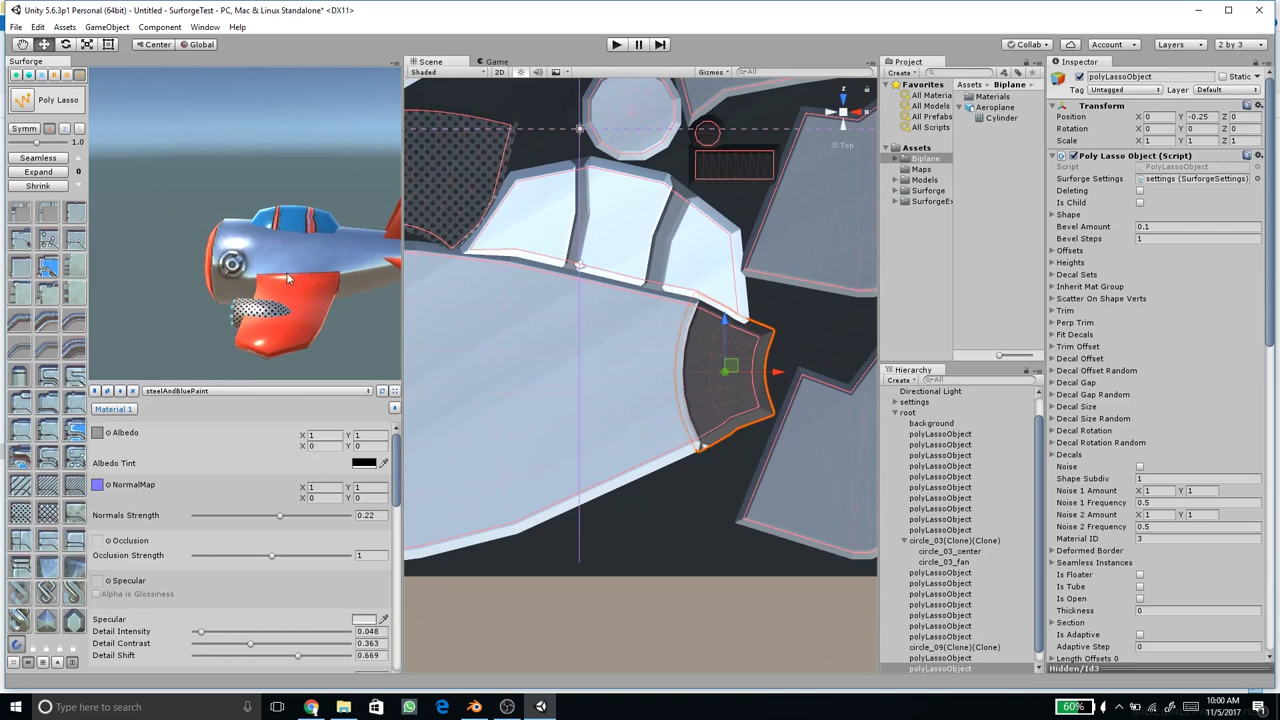 Unity 5.6.3p1 Personal (64bit) - Untitled - SurforgeTest - PC, Mac & Linux Standalone* <DX11>
File Edit Assets GameObject Component Window Help
Center Global
Collab Account Layers 2 by 3
Surforge
Scene Game
Project
Inspector
Shaded 2D Gizmos All
Create
polyLassoObject Static
Tag Untagged Layer Default
Poly Lasso
Symm 1.0
Seamless
Expand 0
Shrink
Favorites
All Materia
All Models
All Prefabs
All Scripts
Assets
Biplane
Maps
Models
Surforge
SurforgeEx
Assets Biplane
Materials
Aeroplane
Cylinder
z
x
Top
Transform
Position X 0 Y -0.25 Z 0
Rotation X 0 Y 0 Z 0
Scale X 1 Y 1 Z 1
Poly Lasso Object (Script)
Script PolyLassoObject
Surforge Settings settings (SurforgeSettings)
Deleting
Is Child
Shape
Bevel Amount 0.1
Bevel Steps 1
Offsets
Heights
Decal Sets
Inherit Mat Group
Scatter On Shape Verts
Trim
Perp Trim
Fit Decals
Trim Offset
Decal Offset
Decal Offset Random
Decal Gap
Decal Gap Random
Decal Size
Decal Size Random
Decal Rotation
Decal Rotation Random
Decals
Noise
Shape Subdiv 1
Noise 1 Amount X 1 Y 1
Noise 1 Frequency 0.5
Noise 2 Amount X 1 Y 1
Noise 2 Frequency 0.5
Material ID 3
Deformed Border
Seamless Instances
Is Floater
Is Tube
Is Open
Thickness 0
Section
Is Adaptive
Adaptive Step 0
Length Offsets 0
Hidden/Id3
Hierarchy
Create All
Directional Light
settings
root
background
polyLassoObject
polyLassoObject
polyLassoObject
polyLassoObject
polyLassoObject
polyLassoObject
polyLassoObject
polyLassoObject
polyLassoObject
polyLassoObject
circle_03(Clone)(Clone)
circle_03_center
circle_03_fan
polyLassoObject
polyLassoObject
polyLassoObject
polyLassoObject
polyLassoObject
polyLassoObject
polyLassoObject
circle_09(Clone)(Clone)
polyLassoObject
polyLassoObject
steelAndBluePaint
Material 1
Albedo X 1 Y 1
X 0 Y 0
Albedo Tint
NormalMap X 1 Y 1
X 0 Y 0
Normals Strength 0.22
Occlusion
Occlusion Strength 1
Specular
Alpha is Glossiness
Specular
Detail Intensity 0.048
Detail Contrast 0.363
Detail Shift 0.669
Type here to search
60%
10:00 AM
11/5/2017